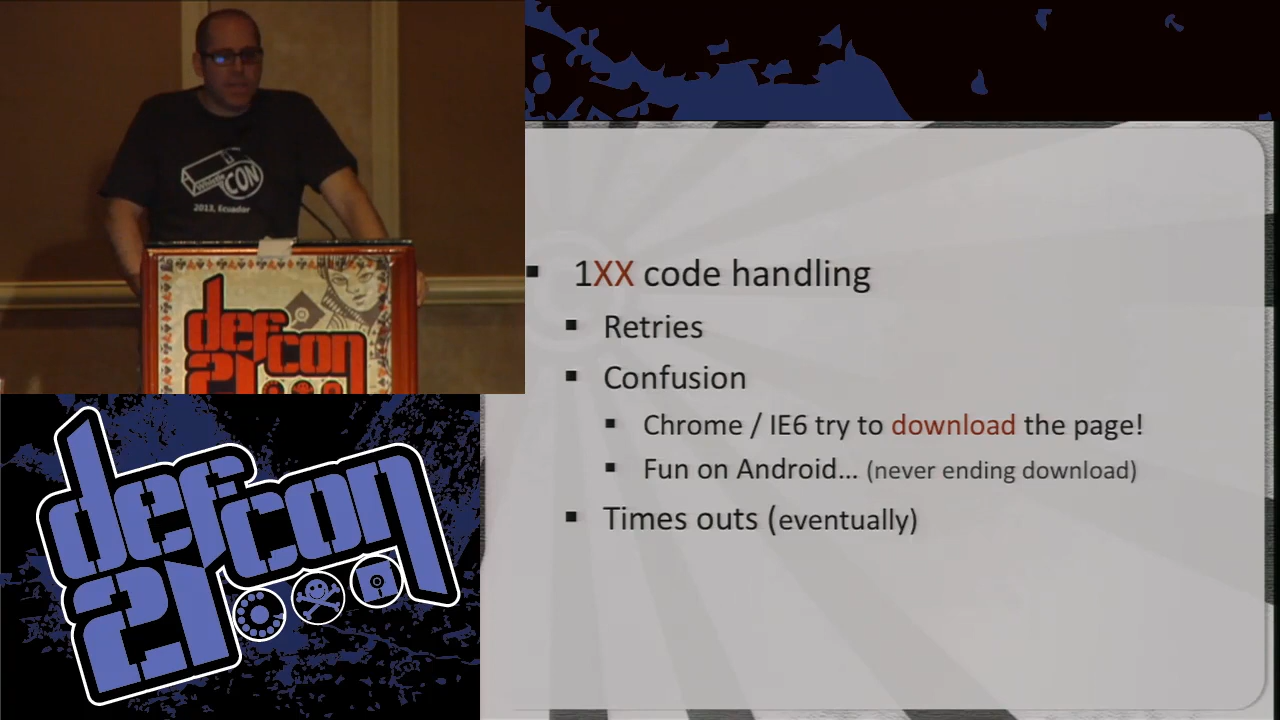 WhistleCON
2013, Ecuador
defcon
21
defcon
21
1XX code handling
Retries
Confusion
Chrome / IE6 try to download the page!
Fun on Android... (never ending download)
Times outs (eventually)